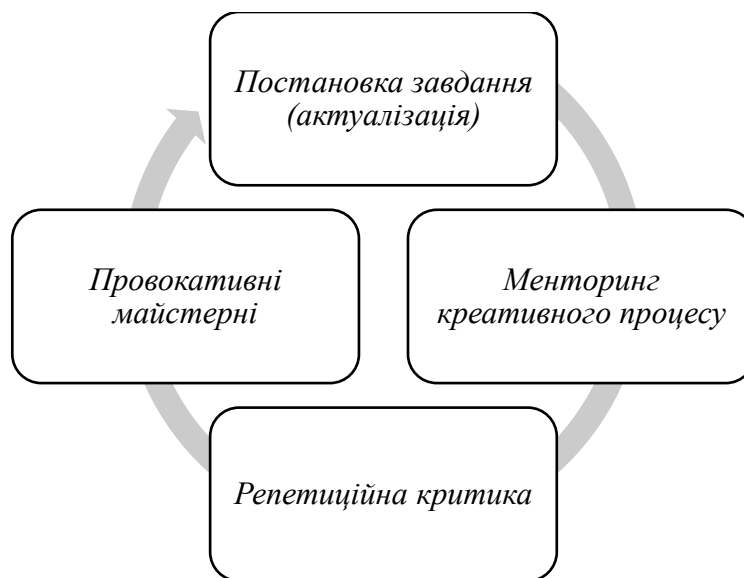 Постановка завдання
(актуалізація)
Провокативні
майстерні
Менторинг
креативного процесу
Репетиційна критика